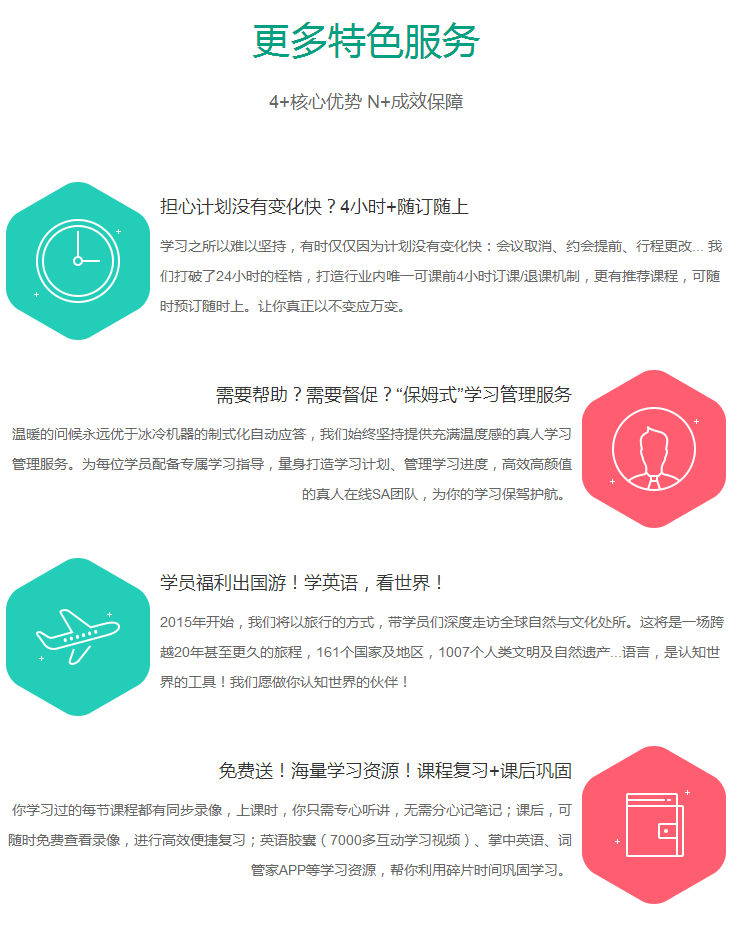 更多特色服务
4+核心优势 N+成效保障
担心计划没有变化快？4小时+随订随上
学习之所以难以坚持，有时仅仅因为计划没有变化快：会议取消、约会提前、行程更改... 我
们打破了24小时的桎梏，打造行业内唯一可课前4小时订课/退课机制，更有推荐课程，可随
时预订随时上。让你真正以不变应万变。
需要帮助？需要督促？“保姆式”学习管理服务
温暖的问候永远优于冰冷机器的制式化自动应答，我们始终坚持提供充满温度感的真人学习
管理服务。为每位学员配备专属学习指导，量身打造学习计划、管理学习进度，高效高颜值
的真人在线SA团队，为你的学习保驾护航。
学员福利出国游！学英语，看世界！
2015年开始，我们将以旅行的方式，带学员们深度走访全球自然与文化处所。这将是一场跨
越20年甚至更久的旅程，161个国家及地区，1007个人类文明及自然遗产...语言，是认知世
界的工具！我们愿做你认知世界的伙伴！
免费送！海量学习资源！课程复习+课后巩固
你学习过的每节课程都有同步录像，上课时，你只需专心听讲，无需分心记笔记；课后，可
随时免费查看录像，进行高效便捷复习；英语胶囊（7000多互动学习视频）、掌中英语、词
管家APP等学习资源，帮你利用碎片时间巩固学习。